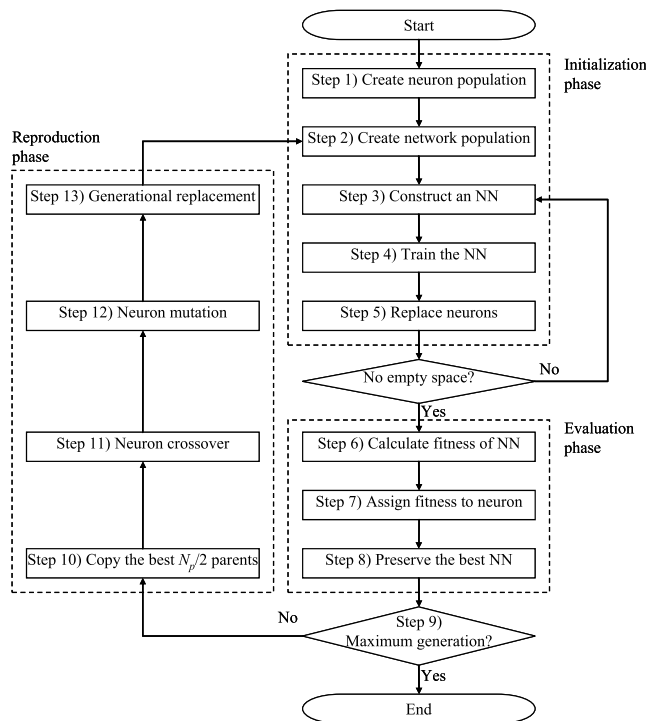 Start
Initialization
phase
Step 1) Create neuron population
Step 2) Create network population
Step 3) Construct an NN
Step 4) Train the NN
Step 5) Replace neurons
No empty space?
No
Yes
Evaluation
phase
Step 6) Calculate fitness of NN
Step 7) Assign fitness to neuron
Step 8) Preserve the best NN
Step 9)
Maximum generation?
No
Yes
End
Reproduction
phase
Step 13) Generational replacement
Step 12) Neuron mutation
Step 11) Neuron crossover
Step 10) Copy the best Np/2 parents